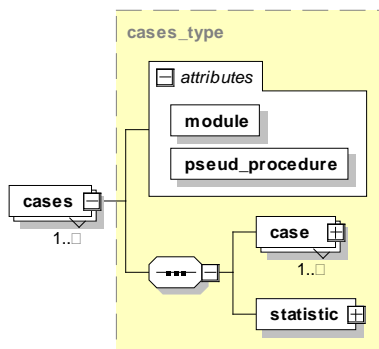 cases_type
attributes
module
pseud_procedure
cases
1..□
case
1..□
statistic